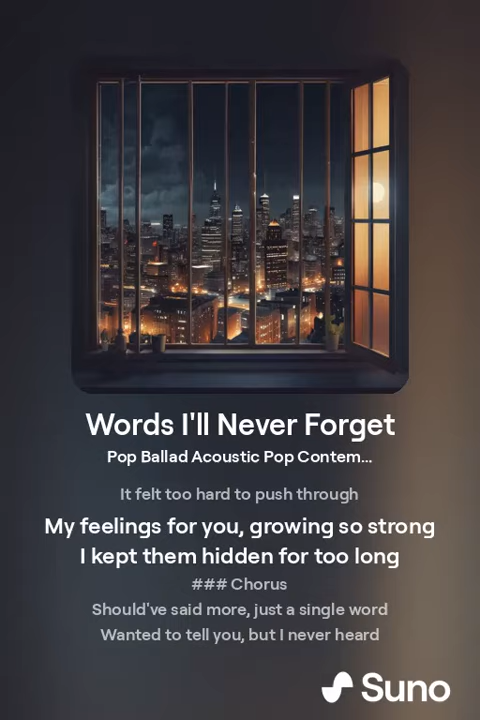 Words I'll Never Forget
Pop Ballad Acoustic Pop Contem...
It felt too hard to push through
My feelings for you, growing so strong
I kept them hidden for too long
### Chorus
Should've said more, just a single word
Wanted to tell you, but I never heard
Suno